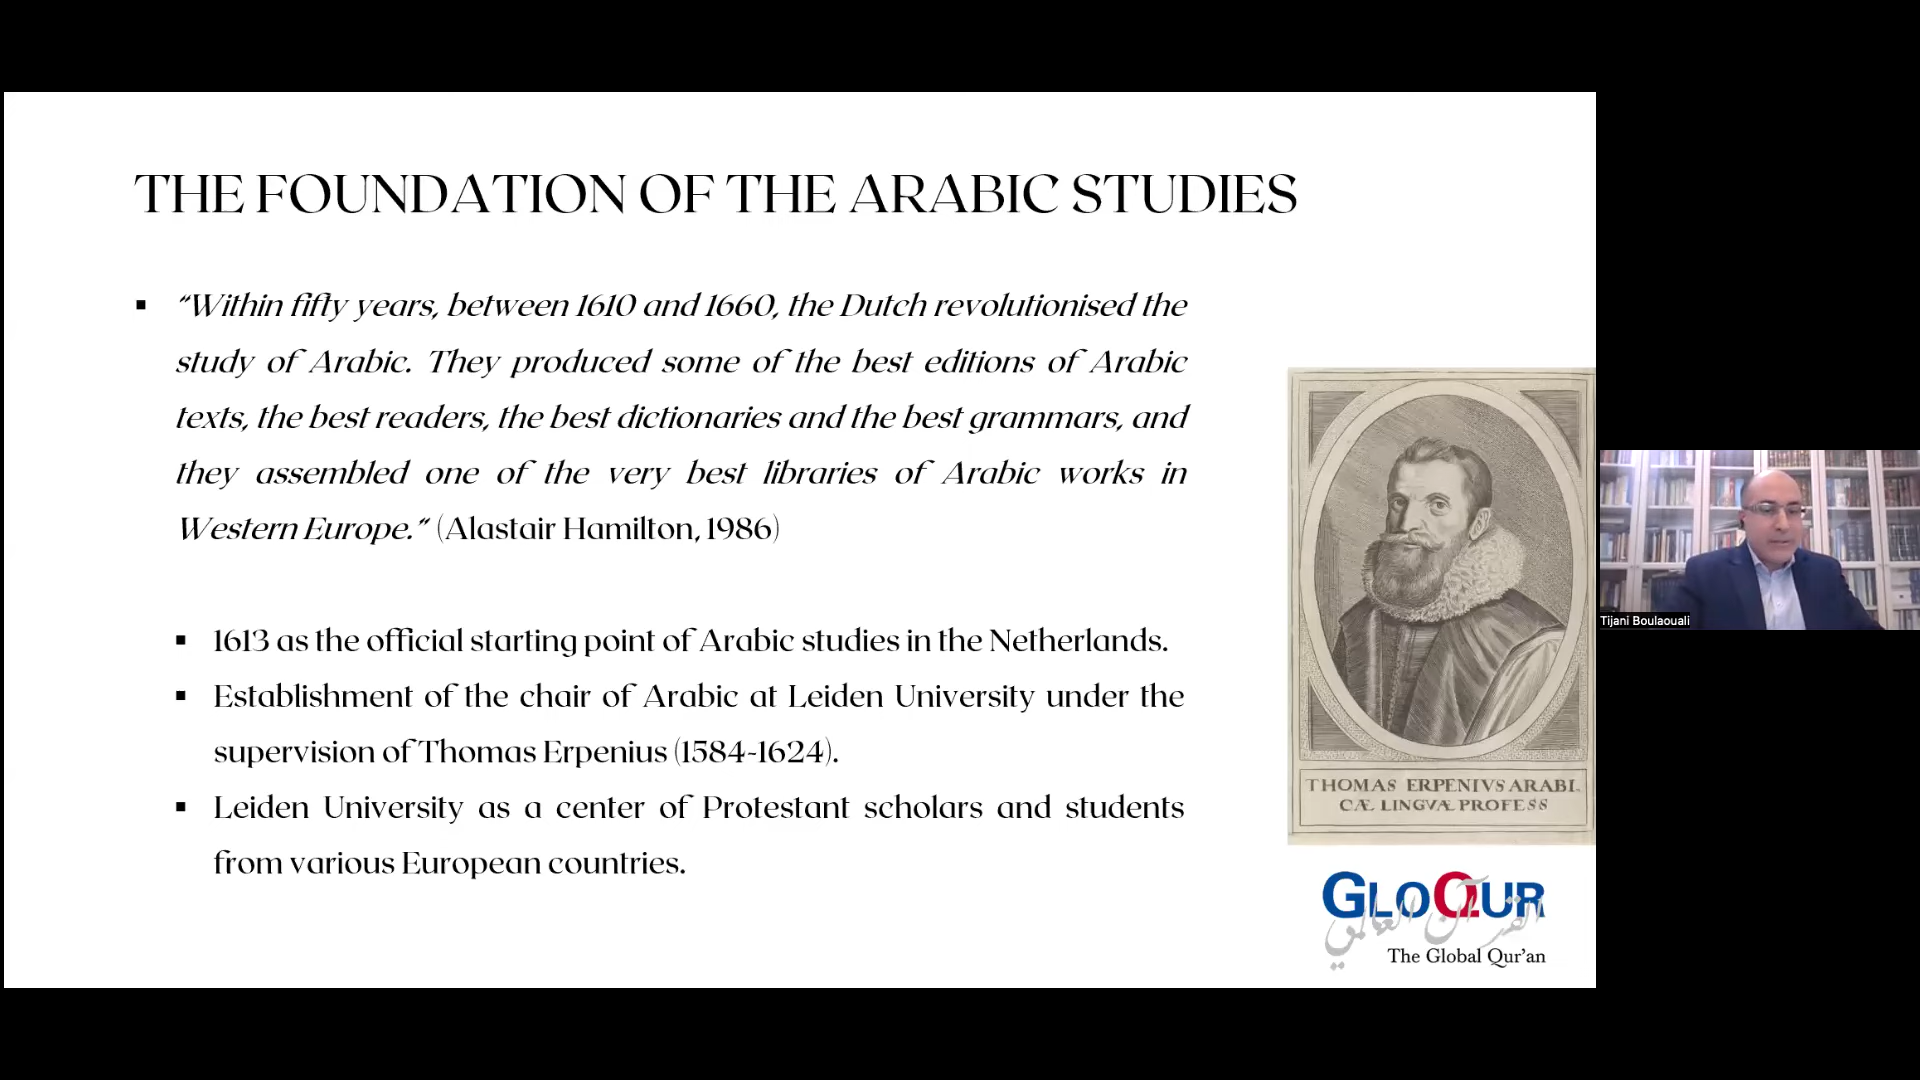 THE FOUNDATION OF THE ARABIC STUDIES
▪ “Within fifty years, between 1610 and 1660, the Dutch revolutionised the
study of Arabic. They produced some of the best editions of Arabic
texts, the best readers, the best dictionaries and the best grammars, and
they assembled one of the very best libraries of Arabic works in
Western Europe.” (Alastair Hamilton, 1986)
▪ 1613 as the official starting point of Arabic studies in the Netherlands.
▪ Establishment of the chair of Arabic at Leiden University under the
supervision of Thomas Erpenius (1584-1624).
▪ Leiden University as a center of Protestant scholars and students
from various European countries.
THOMAS ERPENIVS ARABI.
CÆ LINGVÆ PROFESS
GLOQUR
القرآن العالمي
The Global Qur’an
Tijani Boulaouali